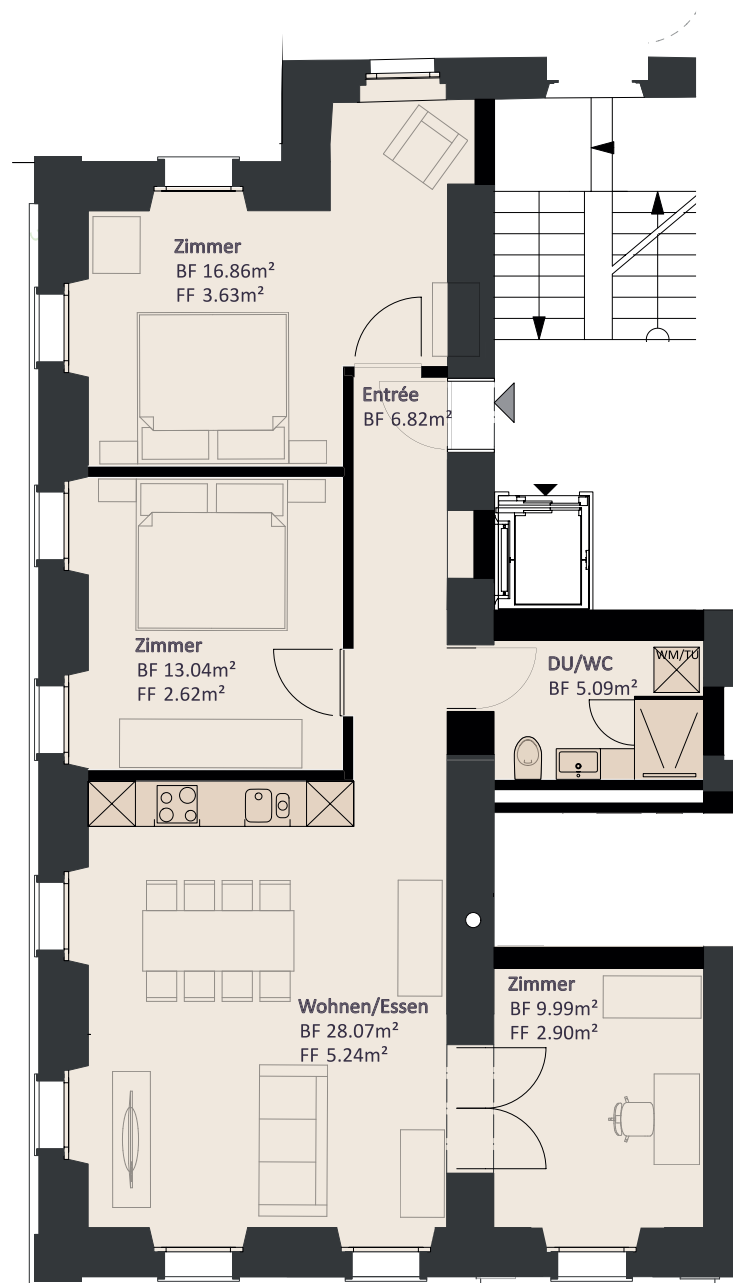 Zimmer
BF 16.86m²
FF 3.63m²
Entrée
BF 6.82m²
Zimmer
BF 13.04m²
FF 2.62m²
DU/WC
BF 5.09m²
WM/TU
Wohnen/Essen
BF 28.07m²
FF 5.24m²
Zimmer
BF 9.99m²
FF 2.90m²